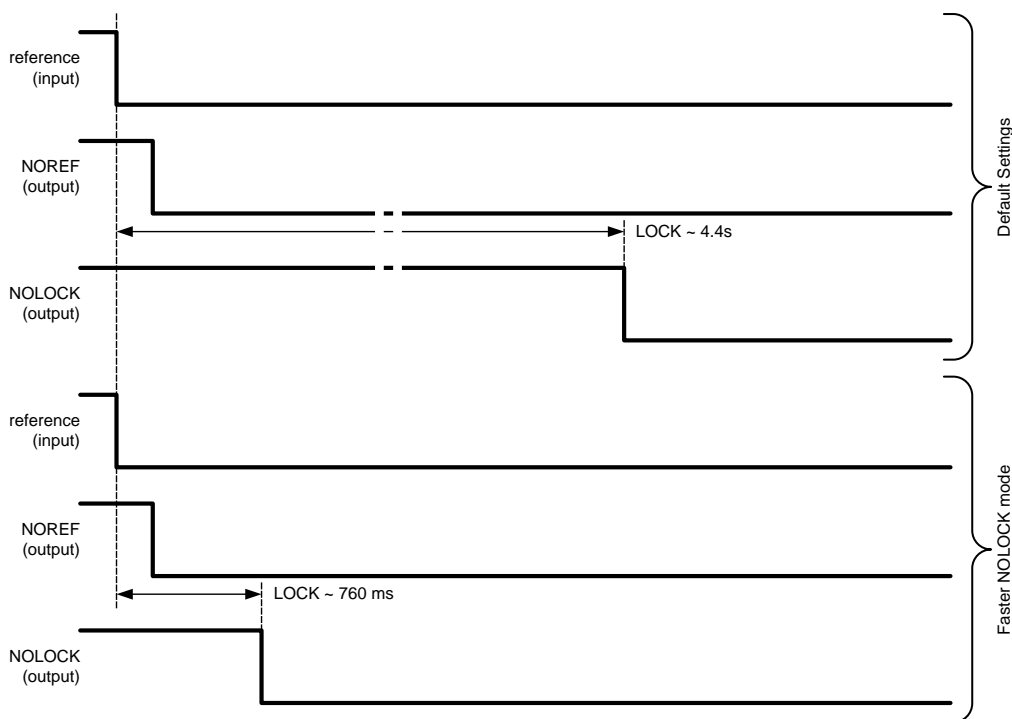 reference
(input)
NOREF
(output)
LOCK ~ 4.4s
NOLOCK
(output)
Default Settings
reference
(input)
NOREF
(output)
LOCK ~ 760 ms
NOLOCK
(output)
Faster NOLOCK mode